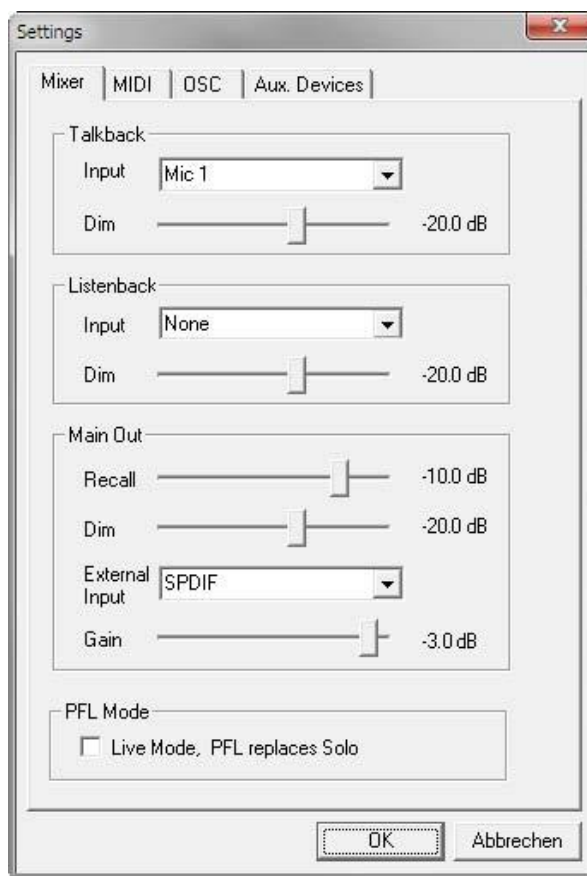 Settings
Mixer MIDI OSC Aux. Devices
Talkback
Input Mic 1
Dim -20.0 dB
Listenback
Input None
Dim -20.0 dB
Main Out
Recall -10.0 dB
Dim -20.0 dB
External Input SPDIF
Gain -3.0 dB
PFL Mode
Live Mode, PFL replaces Solo
OK Abbrechen